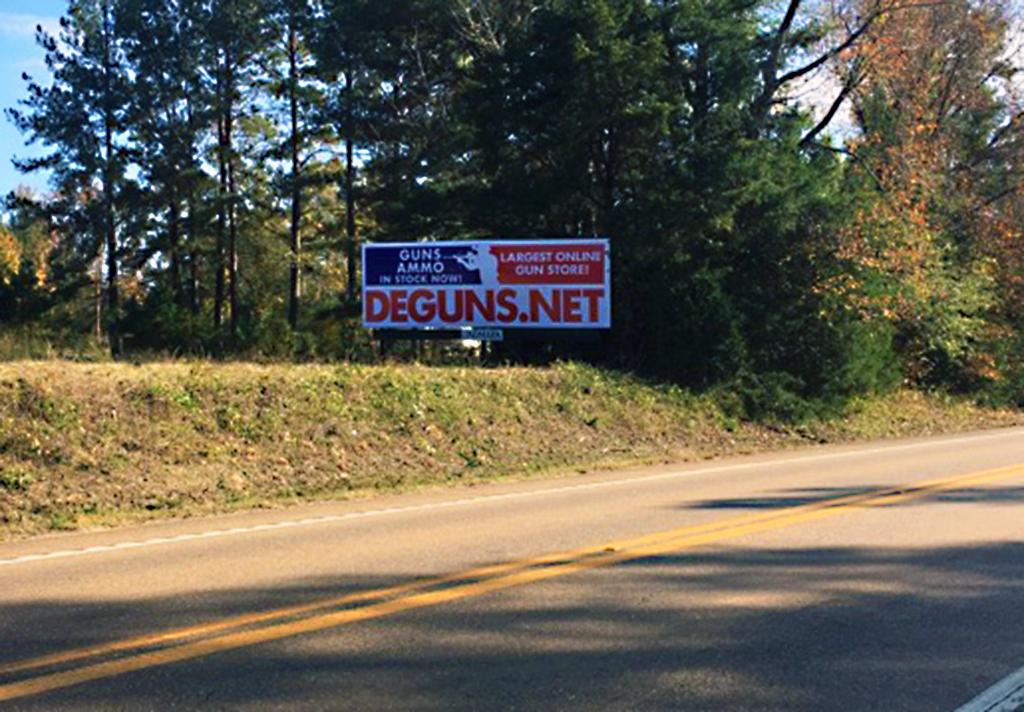 GUNS
AMMO
IN STOCK NOW!
LARGEST ONLINE
GUN STORE!
DEGUNS.NET